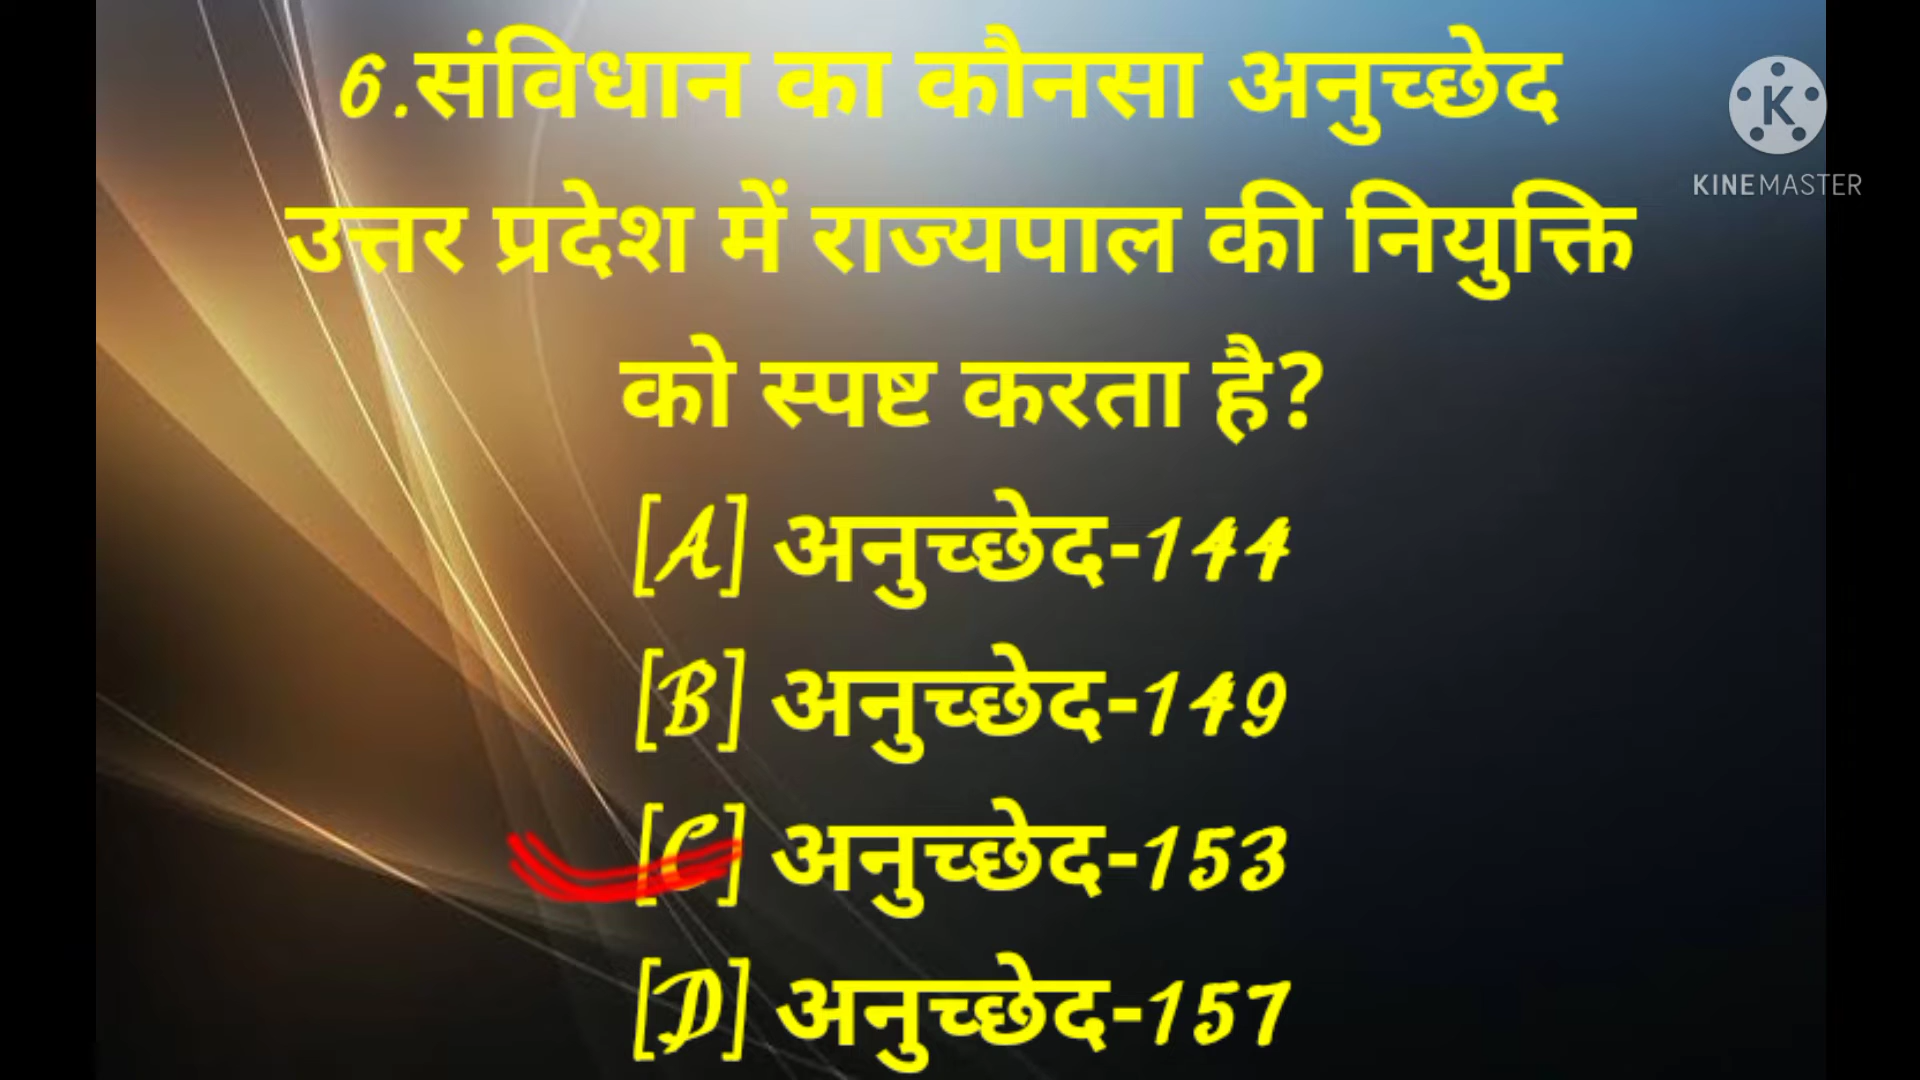 6.संविधान का कौनसा अनुच्छेद
उत्तर प्रदेश में राज्यपाल की नियुक्ति
को स्पष्ट करता है?
[A] अनुच्छेद-144
[B] अनुच्छेद-149
[C] अनुच्छेद-153
[D] अनुच्छेद-157
K
KINEMASTER